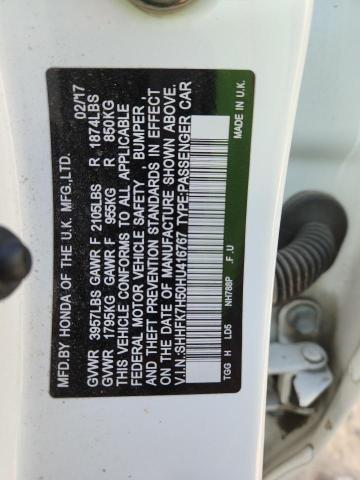 MFD.BY HONDA OF THE U.K. MFG.,LTD. 02/17
GVWR 3957LBS GAWR F 2105LBS R 1874LBS
GVWR 1795KG GAWR F 955KG R 850KG
THIS VEHICLE CONFORMS TO ALL APPLICABLE
FEDERAL MOTOR VEHICLE SAFETY, BUMPER,
AND THEFT PREVENTION STANDARDS IN EFFECT
ON THE DATE OF MANUFACTURE SHOWN ABOVE.
V.I.N.:SHHFK7H50HU416767 TYPE:PASSENGER CAR
TGG H LD5 NH788P .F .U MADE IN U.K.